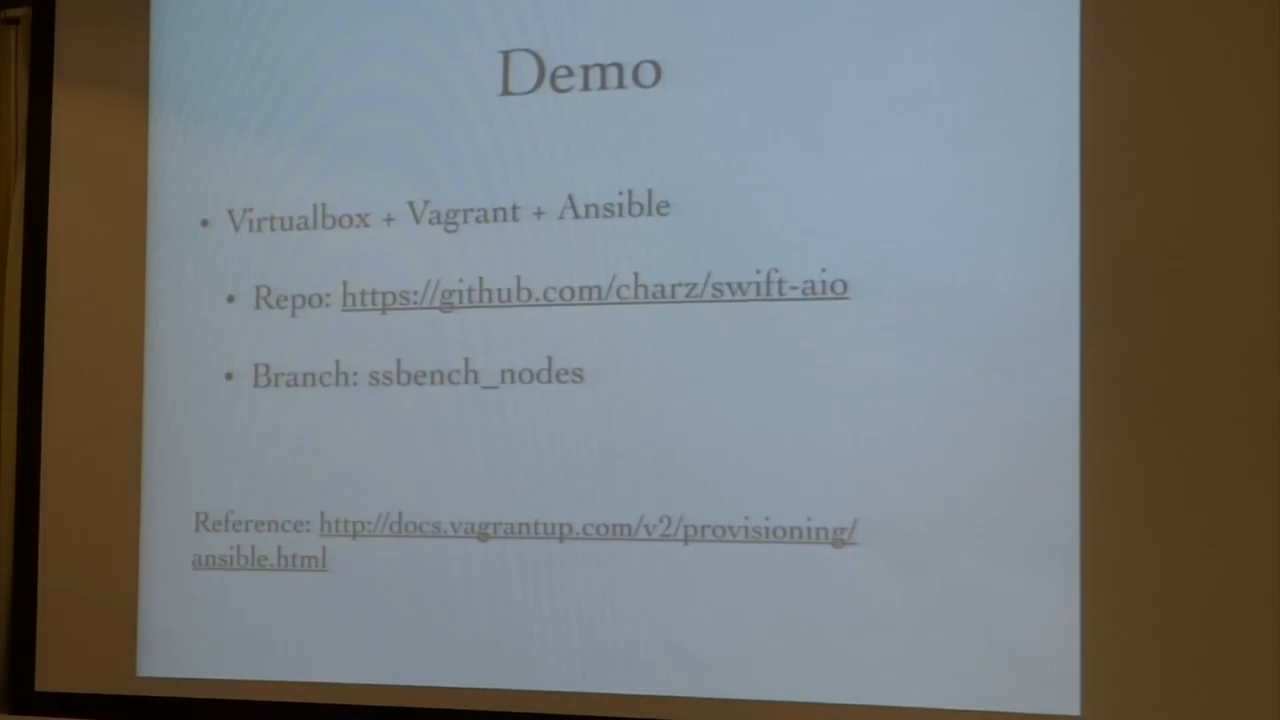 Demo
• Virtualbox + Vagrant + Ansible
• Repo: https://github.com/charz/swift-aio
• Branch: ssbench_nodes
Reference: http://docs.vagrantup.com/v2/provisioning/
ansible.html